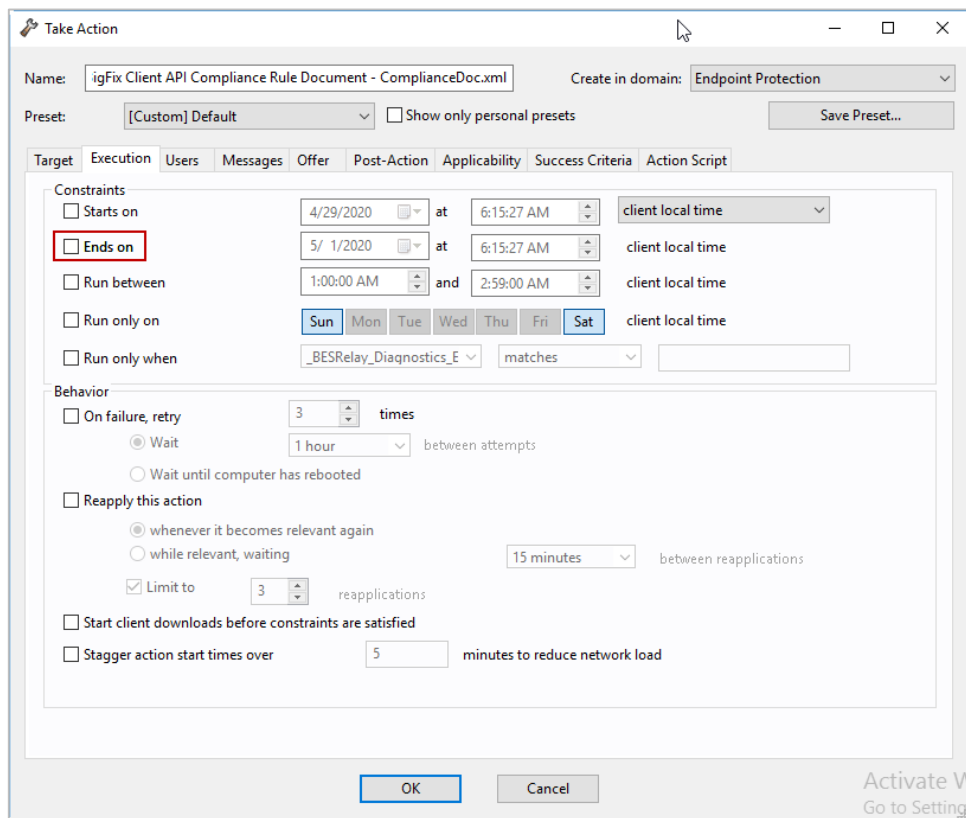 Take Action
Name: igFix Client API Compliance Rule Document - ComplianceDoc.xml Create in domain: Endpoint Protection
Preset: [Custom] Default Show only personal presets Save Preset...
Target Execution Users Messages Offer Post-Action Applicability Success Criteria Action Script
Constraints
Starts on 4/29/2020 at 6:15:27 AM client local time
Ends on 5/ 1/2020 at 6:15:27 AM client local time
Run between 1:00:00 AM and 2:59:00 AM client local time
Run only on Sun Mon Tue Wed Thu Fri Sat client local time
Run only when _BESRelay_Diagnostics_E matches
Behavior
On failure, retry 3 times
Wait 1 hour between attempts
Wait until computer has rebooted
Reapply this action
whenever it becomes relevant again
while relevant, waiting 15 minutes between reapplications
Limit to 3 reapplications
Start client downloads before constraints are satisfied
Stagger action start times over 5 minutes to reduce network load
OK Cancel
Activate W
Go to Setting